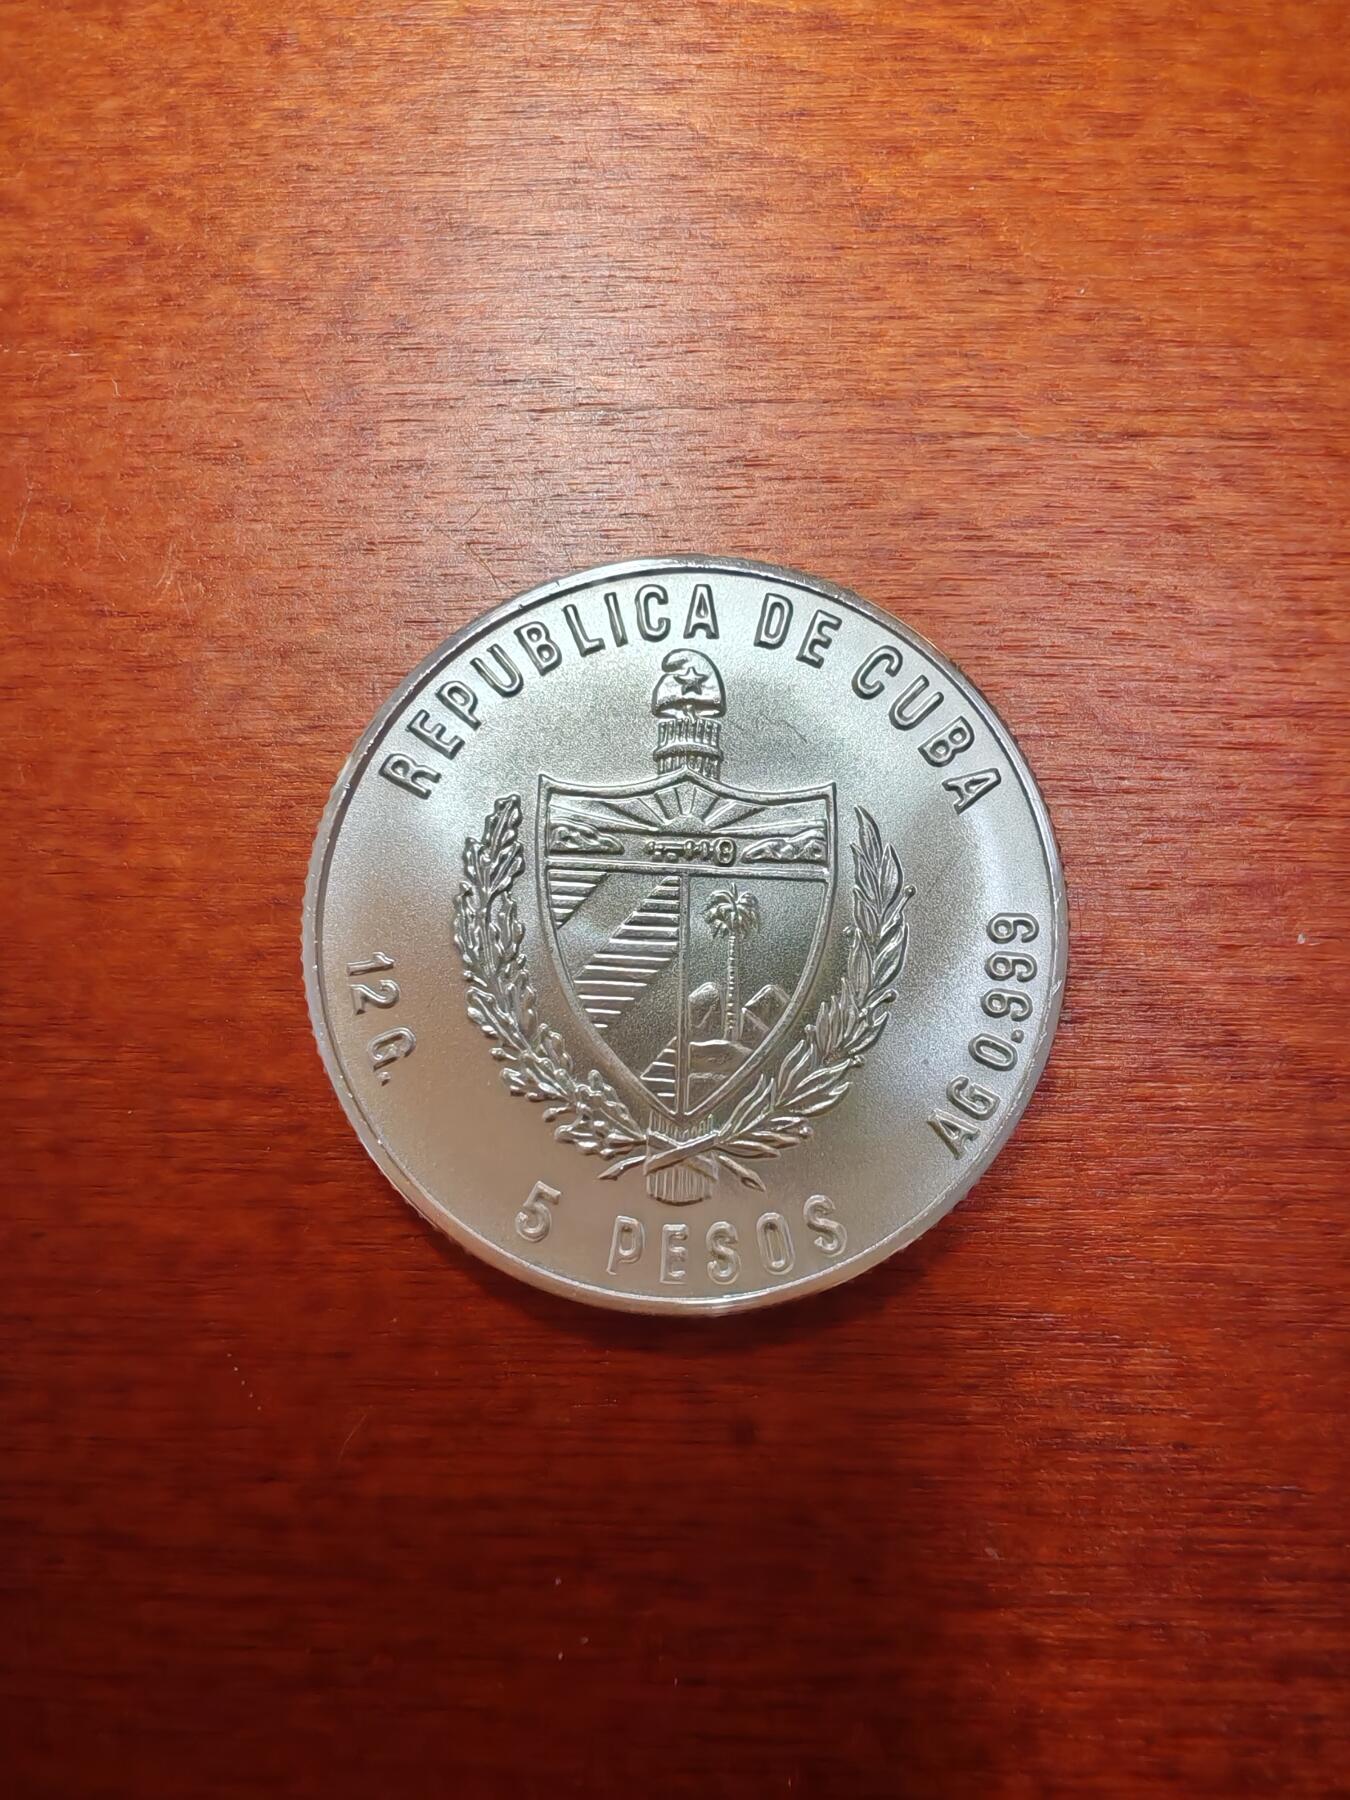 REPUBLICA DE CUBA
12 G.
AG 0.999
5 PESOS